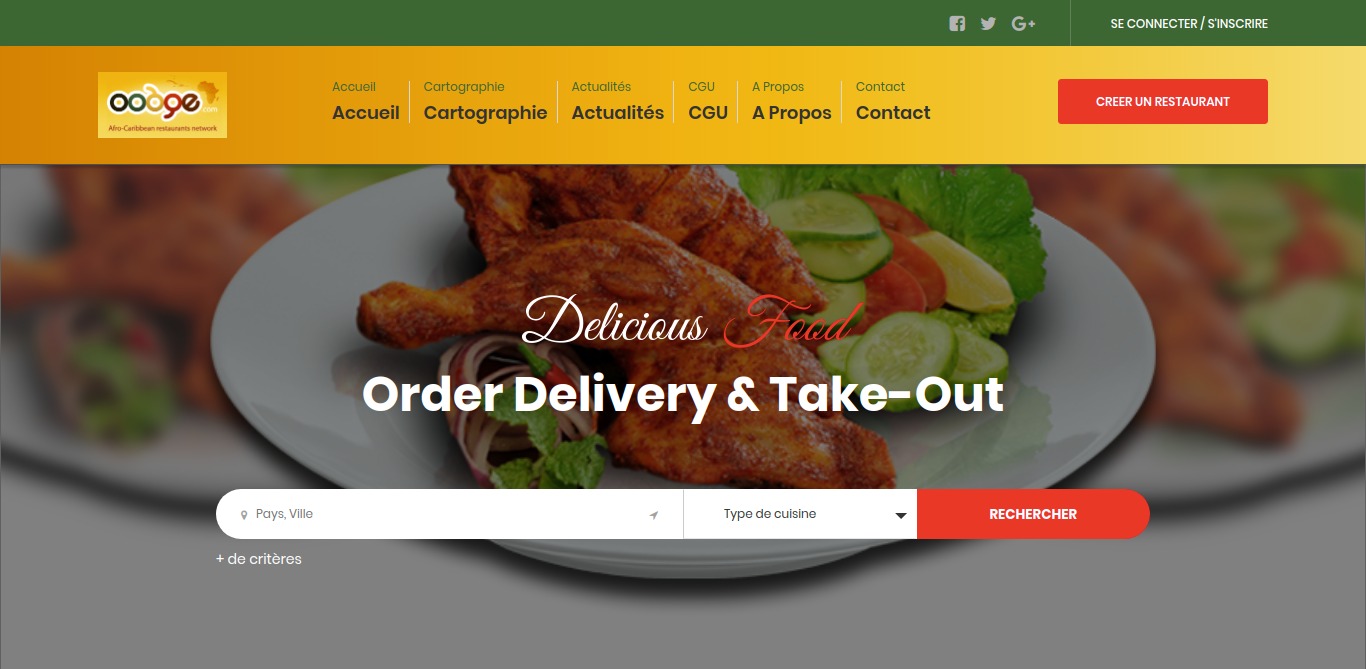 SE CONNECTER / S'INSCRIRE
oooge.com
Afro-Caribbean restaurants network
Accueil Cartographie Actualités CGU A Propos Contact
Accueil Cartographie Actualités CGU A Propos Contact
CREER UN RESTAURANT
Delicious Food
Order Delivery & Take-Out
Pays, Ville
Type de cuisine
RECHERCHER
+ de critères